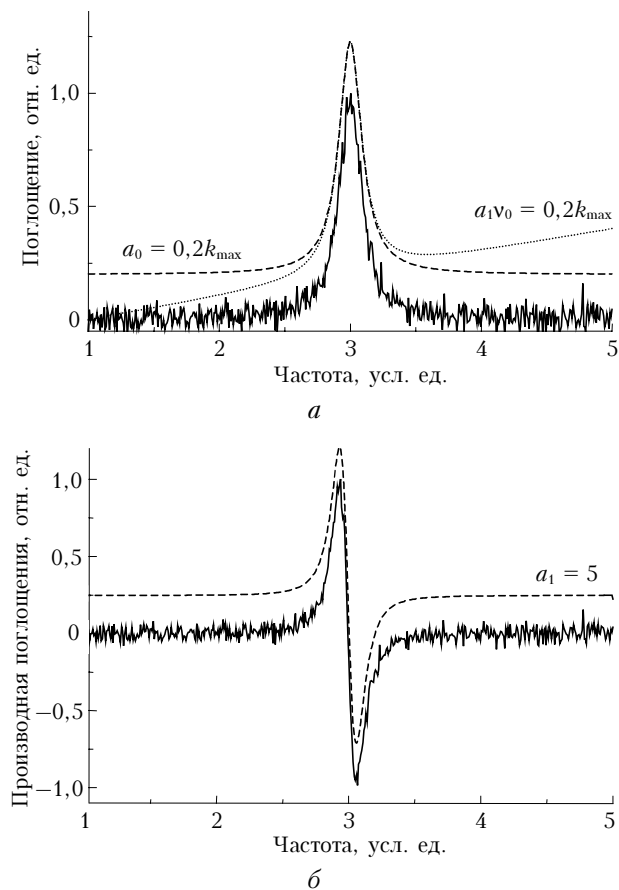 Поглощение, отн. ед.
1,0
0,5
0
a₀ = 0,2k_max
a₁ν₀ = 0,2k_max
1 2 3 4 5
Частота, усл. ед.
а
Производная поглощения, отн. ед.
1,0
0,5
0
−0,5
−1,0
a₁ = 5
1 2 3 4 5
Частота, усл. ед.
б